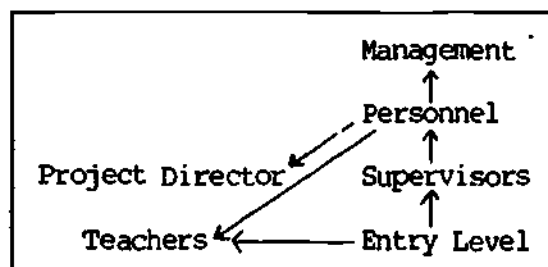 Management
Personnel
Project Director Supervisors
Teachers Entry Level